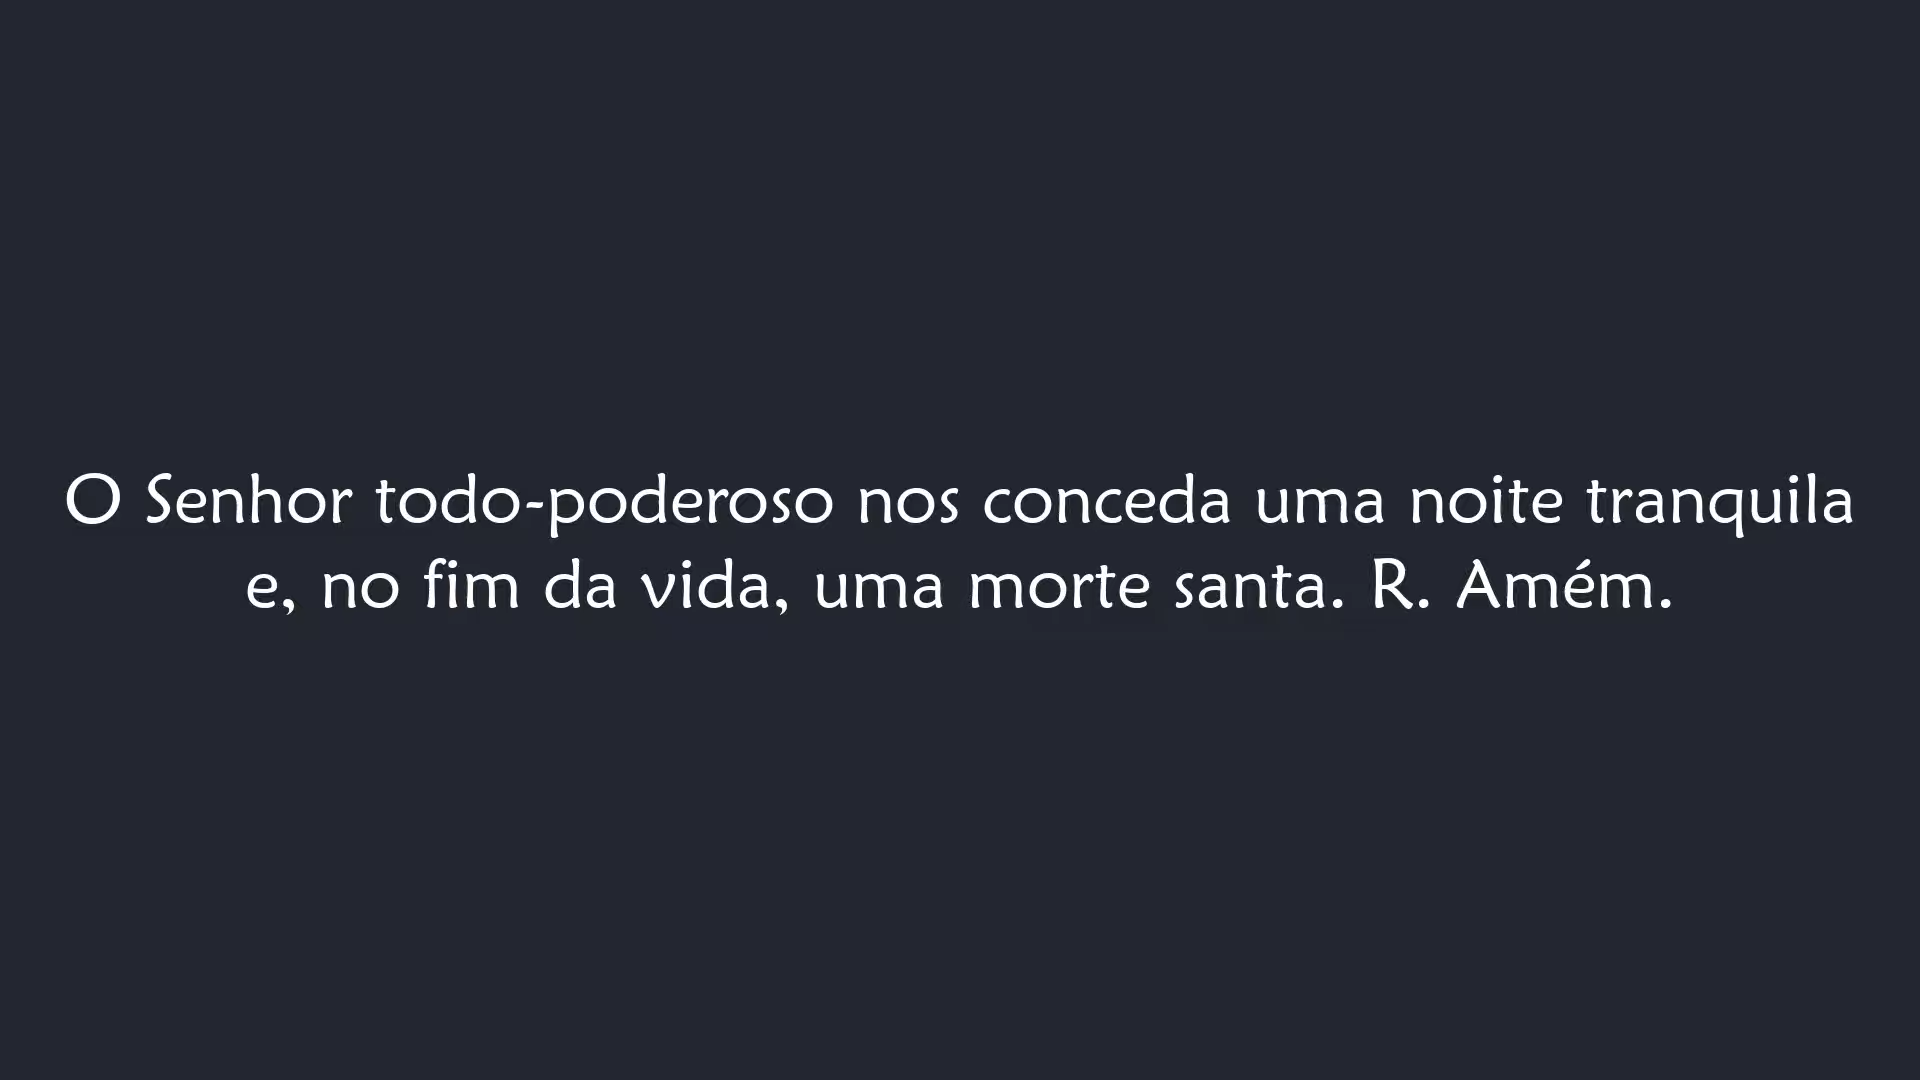 O Senhor todo-poderoso nos conceda uma noite tranquila
e, no fim da vida, uma morte santa. R. Amém.